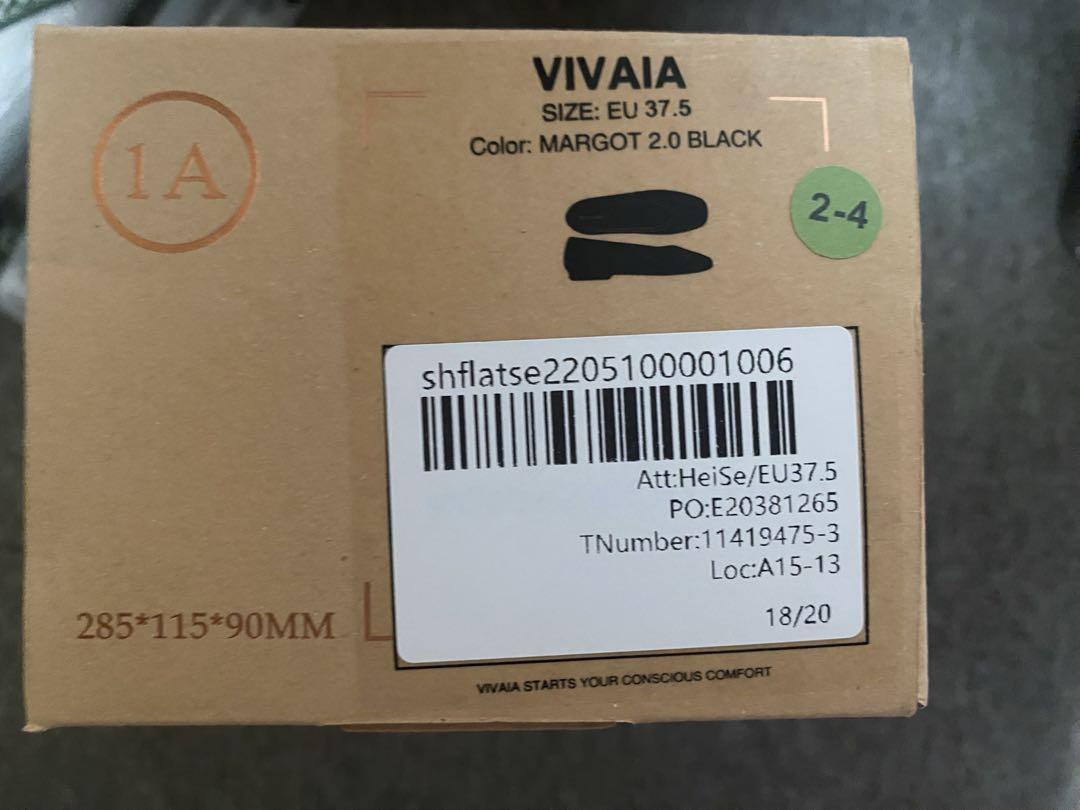 VIVAIA
SIZE: EU 37.5
Color: MARGOT 2.0 BLACK
1A
2-4
shflatse2205100001006
Att:HeiSe/EU37.5
PO:E20381265
TNumber:11419475-3
Loc:A15-13
18/20
285*115*90MM
VIVAIA STARTS YOUR CONSCIOUS COMFORT